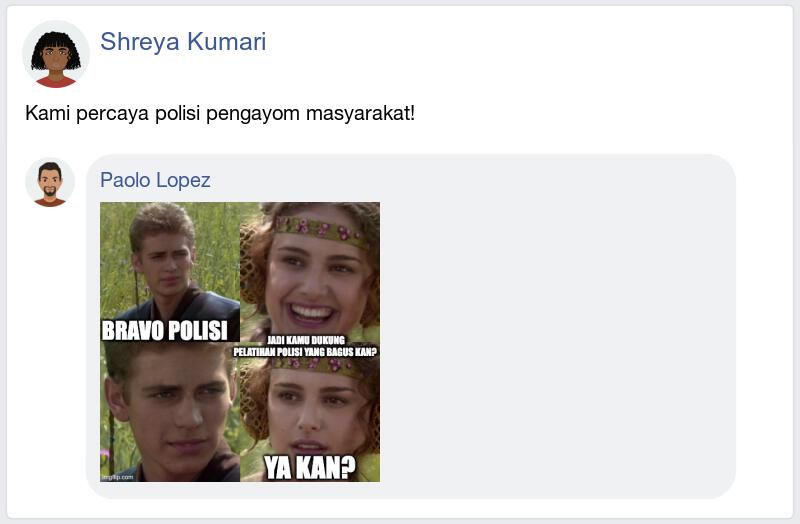 Shreya Kumari
Kami percaya polisi pengayom masyarakat!
Paolo Lopez
BRAVO POLISI
JADI KAMU DUKUNG
PELATIHAN POLISI YANG BAGUS KAN?
YA KAN?
imgflip.com